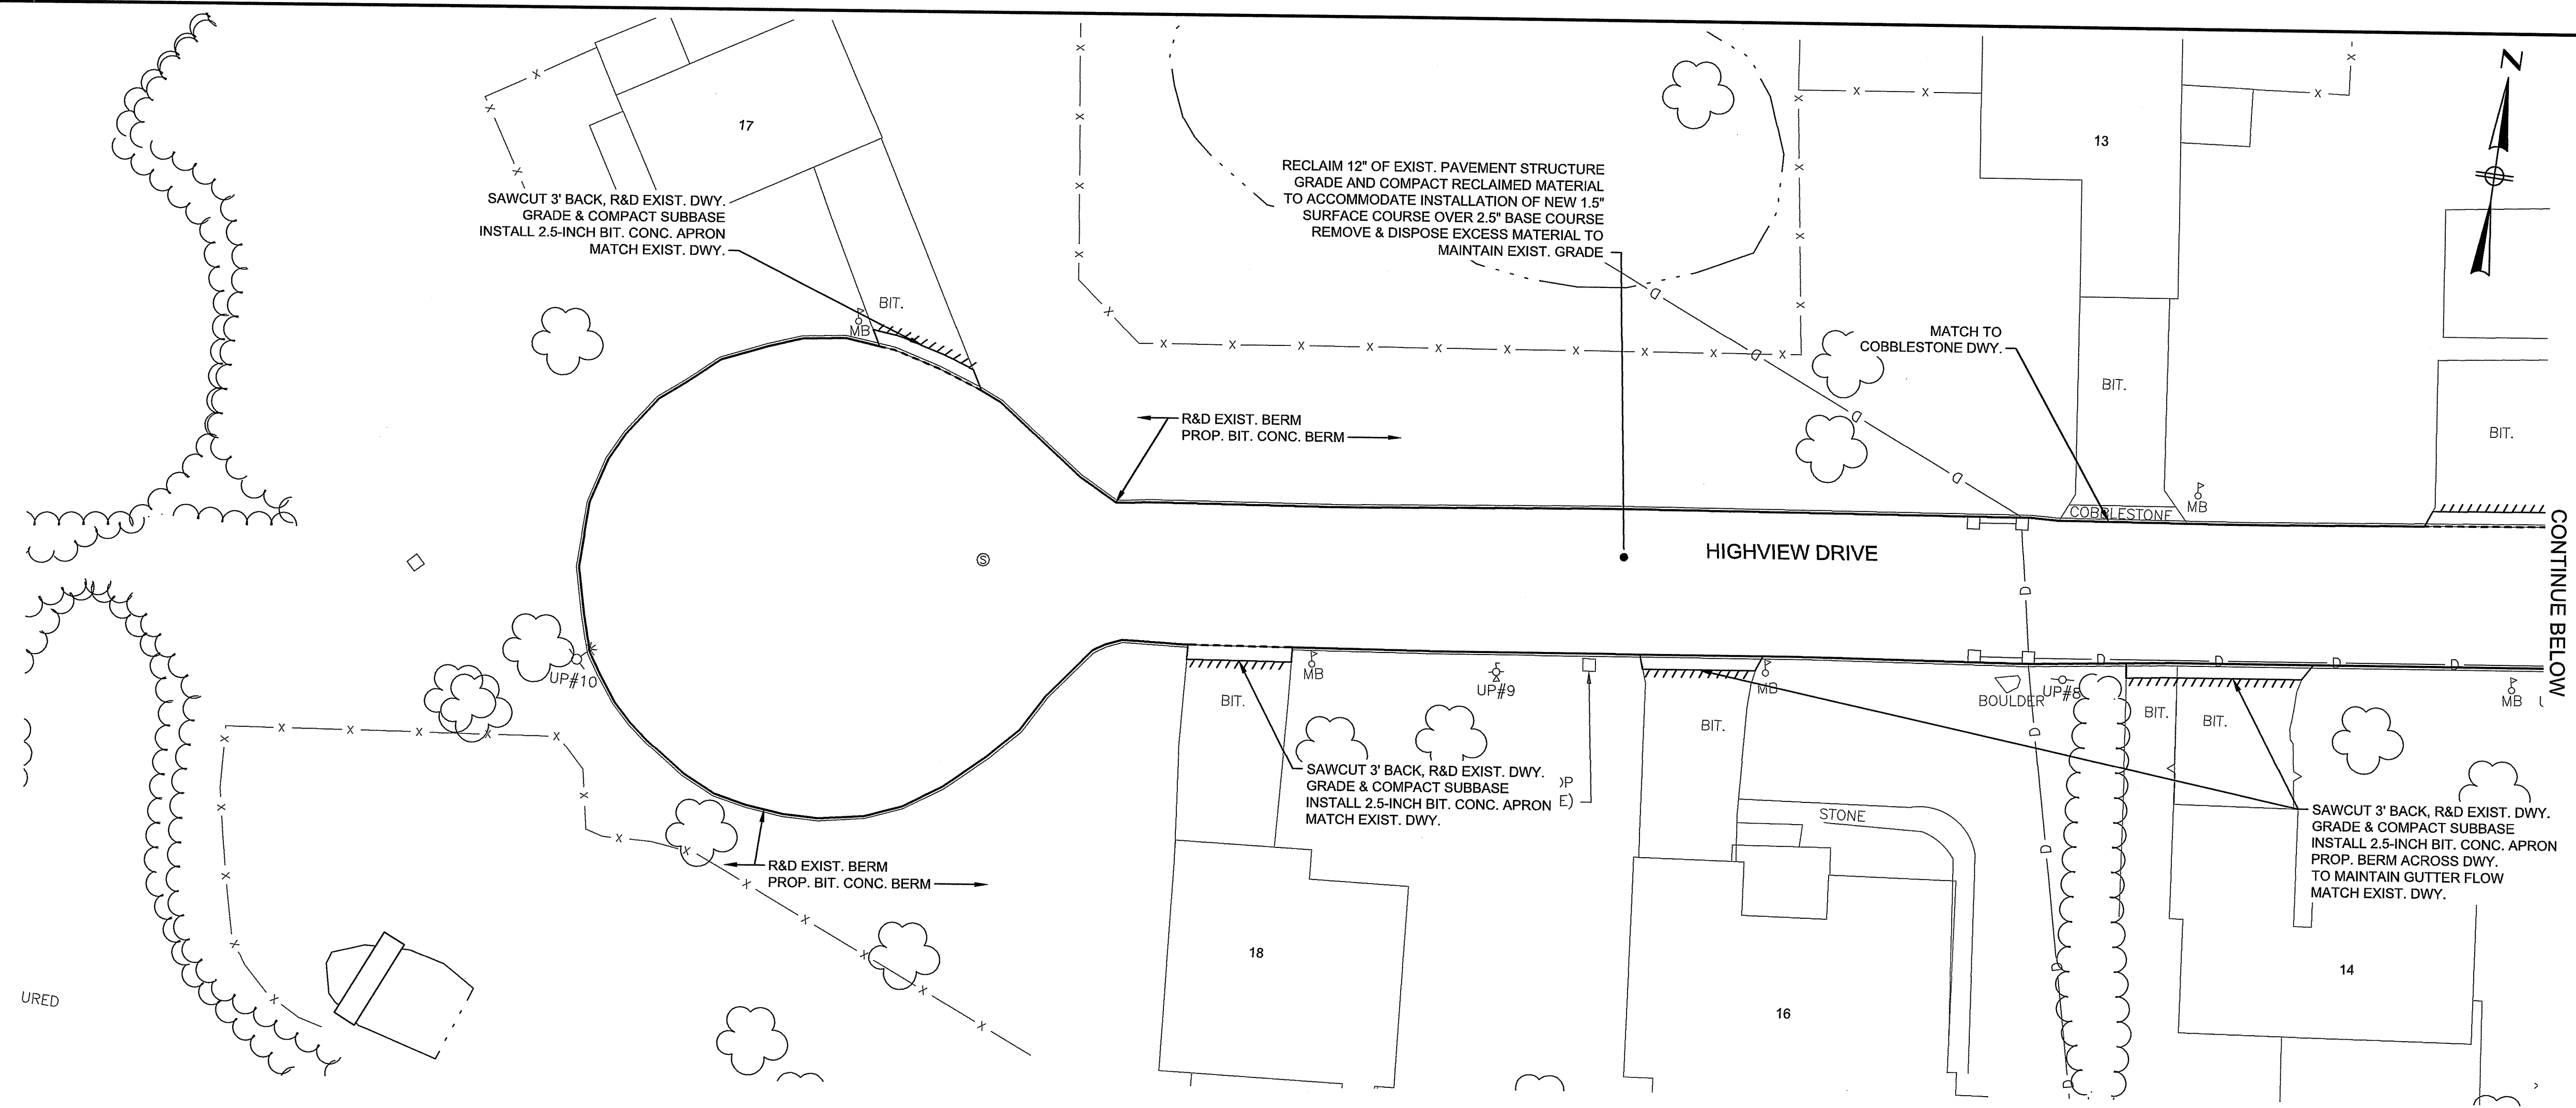 N
17
13
RECLAIM 12" OF EXIST. PAVEMENT STRUCTURE
GRADE AND COMPACT RECLAIMED MATERIAL
TO ACCOMMODATE INSTALLATION OF NEW 1.5"
SURFACE COURSE OVER 2.5" BASE COURSE
REMOVE & DISPOSE EXCESS MATERIAL TO
MAINTAIN EXIST. GRADE
SAWCUT 3' BACK, R&D EXIST. DWY.
GRADE & COMPACT SUBBASE
INSTALL 2.5-INCH BIT. CONC. APRON
MATCH EXIST. DWY.
BIT.
MB
MATCH TO
COBBLESTONE DWY.
BIT.
BIT.
R&D EXIST. BERM
PROP. BIT. CONC. BERM
COBBLESTONE
MB
HIGHVIEW DRIVE
S
CONTINUE BELOW
UP#10
MB
UP#9
MB
BOULDER
UP#8
MB
BIT.
BIT.
BIT.
BIT.
SAWCUT 3' BACK, R&D EXIST. DWY.
GRADE & COMPACT SUBBASE
INSTALL 2.5-INCH BIT. CONC. APRON
MATCH EXIST. DWY.
E)
STONE
SAWCUT 3' BACK, R&D EXIST. DWY.
GRADE & COMPACT SUBBASE
INSTALL 2.5-INCH BIT. CONC. APRON
PROP. BERM ACROSS DWY.
TO MAINTAIN GUTTER FLOW
MATCH EXIST. DWY.
R&D EXIST. BERM
PROP. BIT. CONC. BERM
18
16
14
URED